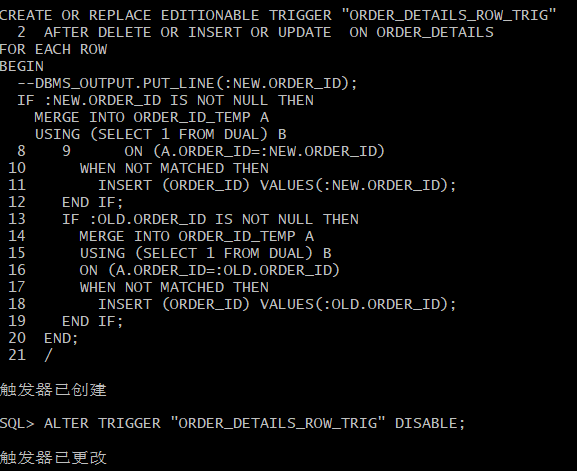 CREATE OR REPLACE EDITIONABLE TRIGGER "ORDER_DETAILS_ROW_TRIG"
  2  AFTER DELETE OR INSERT OR UPDATE  ON ORDER_DETAILS
FOR EACH ROW
BEGIN
  --DBMS_OUTPUT.PUT_LINE(:NEW.ORDER_ID);
  IF :NEW.ORDER_ID IS NOT NULL THEN
    MERGE INTO ORDER_ID_TEMP A
    USING (SELECT 1 FROM DUAL) B
  8    9      ON (A.ORDER_ID=:NEW.ORDER_ID)
 10      WHEN NOT MATCHED THEN
 11        INSERT (ORDER_ID) VALUES(:NEW.ORDER_ID);
 12    END IF;
 13    IF :OLD.ORDER_ID IS NOT NULL THEN
 14      MERGE INTO ORDER_ID_TEMP A
 15      USING (SELECT 1 FROM DUAL) B
 16      ON (A.ORDER_ID=:OLD.ORDER_ID)
 17      WHEN NOT MATCHED THEN
 18        INSERT (ORDER_ID) VALUES(:OLD.ORDER_ID);
 19    END IF;
 20  END;
 21  /
触发器已创建
SQL> ALTER TRIGGER "ORDER_DETAILS_ROW_TRIG" DISABLE;
触发器已更改